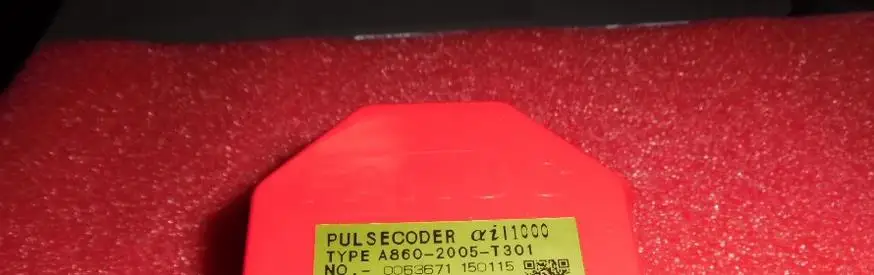 PULSECODER αiI1000
TYPE A860-2005-T301
NO.- 0063671 150115